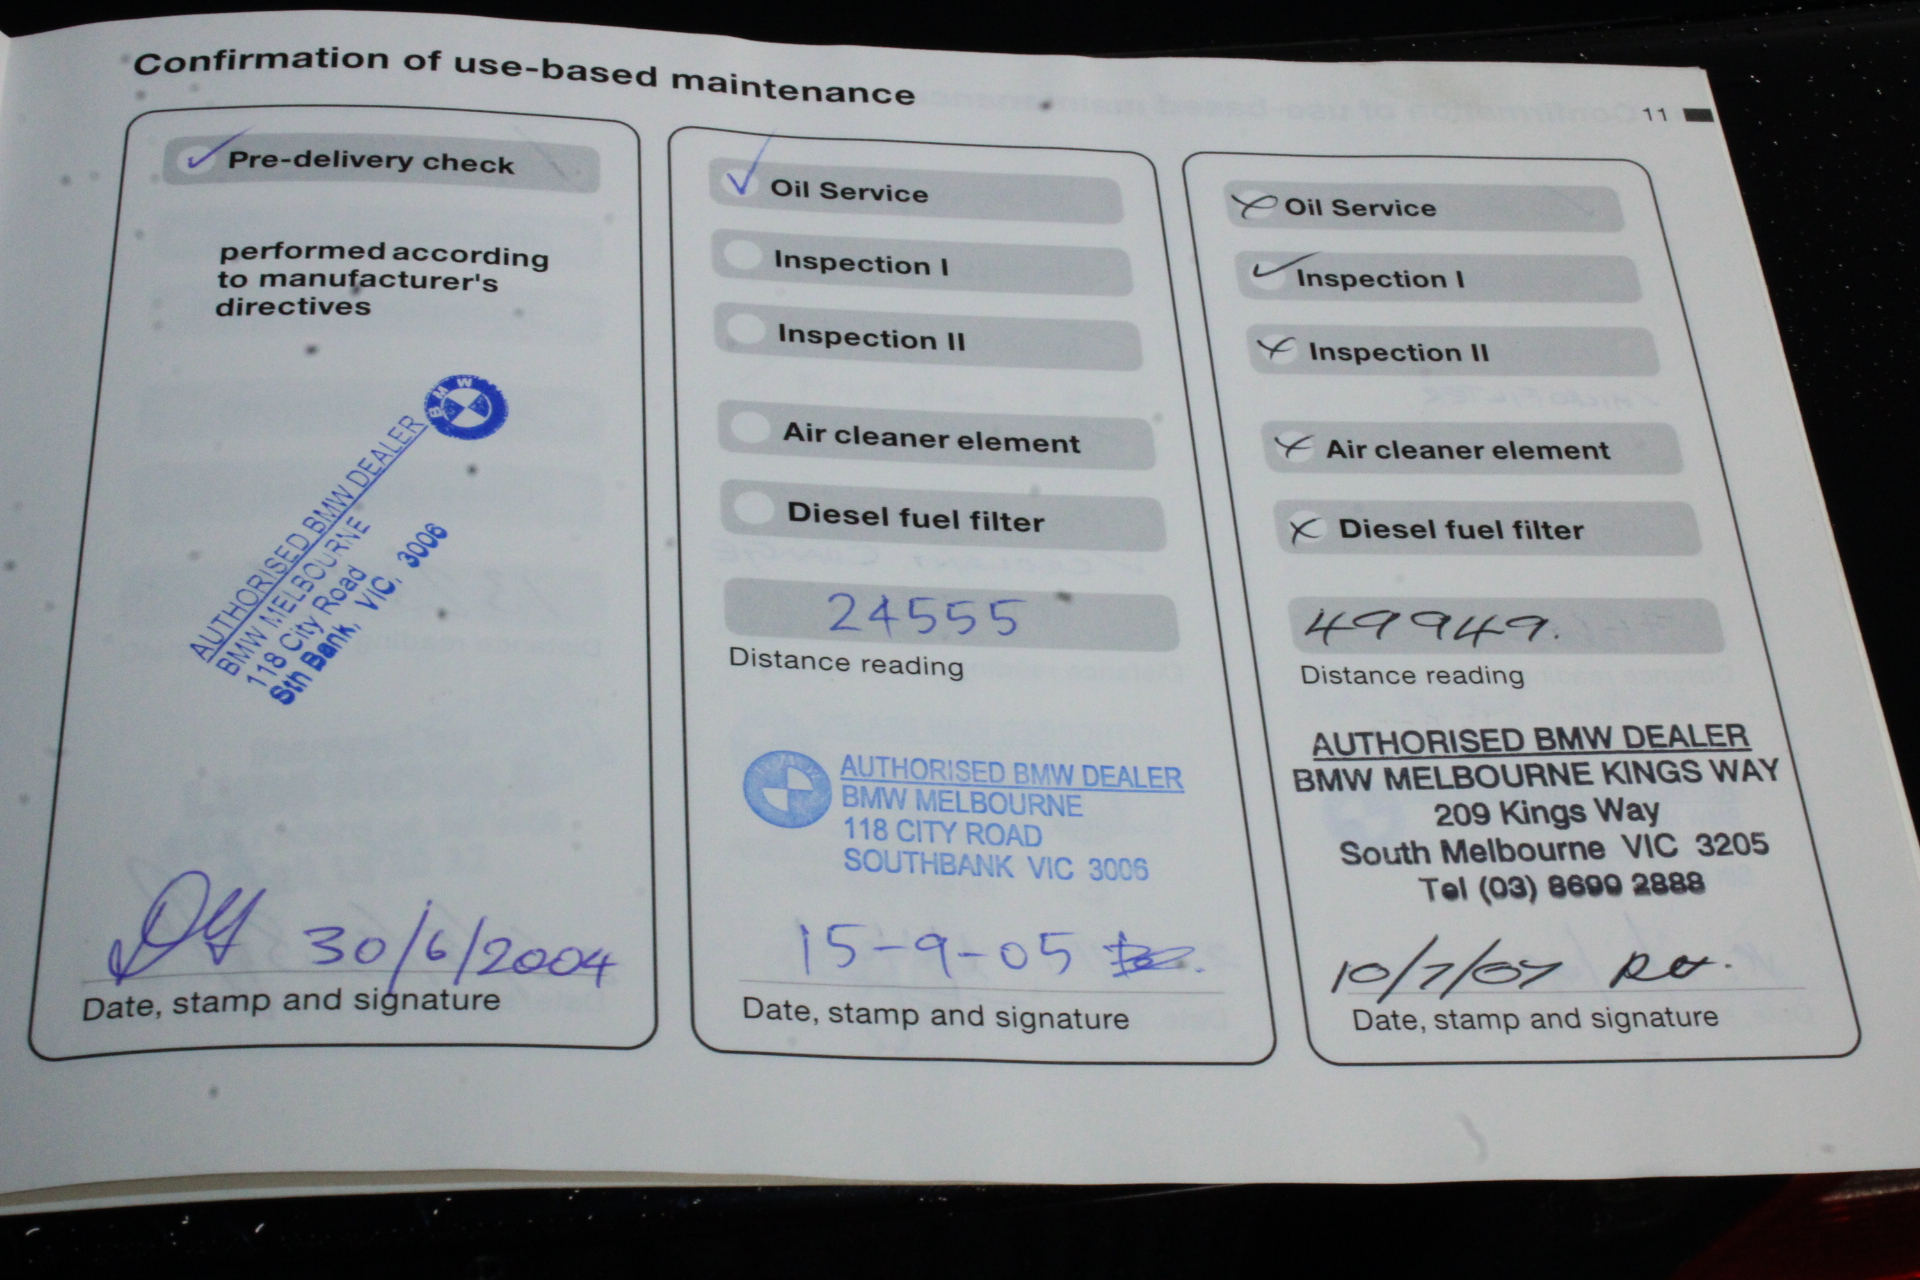 Confirmation of use-based maintenance
11
Pre-delivery check
performed according
to manufacturer's
directives
BMW
AUTHORISED BMW DEALER
BMW MELBOURNE
118 City Road
Sth Bank, VIC, 3006
30/6/2004
Date, stamp and signature
Oil Service
Inspection I
Inspection II
Air cleaner element
Diesel fuel filter
24555
Distance reading
AUTHORISED BMW DEALER
BMW MELBOURNE
118 CITY ROAD
SOUTHBANK VIC 3006
15-9-05
Date, stamp and signature
Oil Service
Inspection I
Inspection II
Air cleaner element
Diesel fuel filter
49949.
Distance reading
AUTHORISED BMW DEALER
BMW MELBOURNE KINGS WAY
209 Kings Way
South Melbourne VIC 3205
Tel (03) 8699 2888
10/7/07
Date, stamp and signature